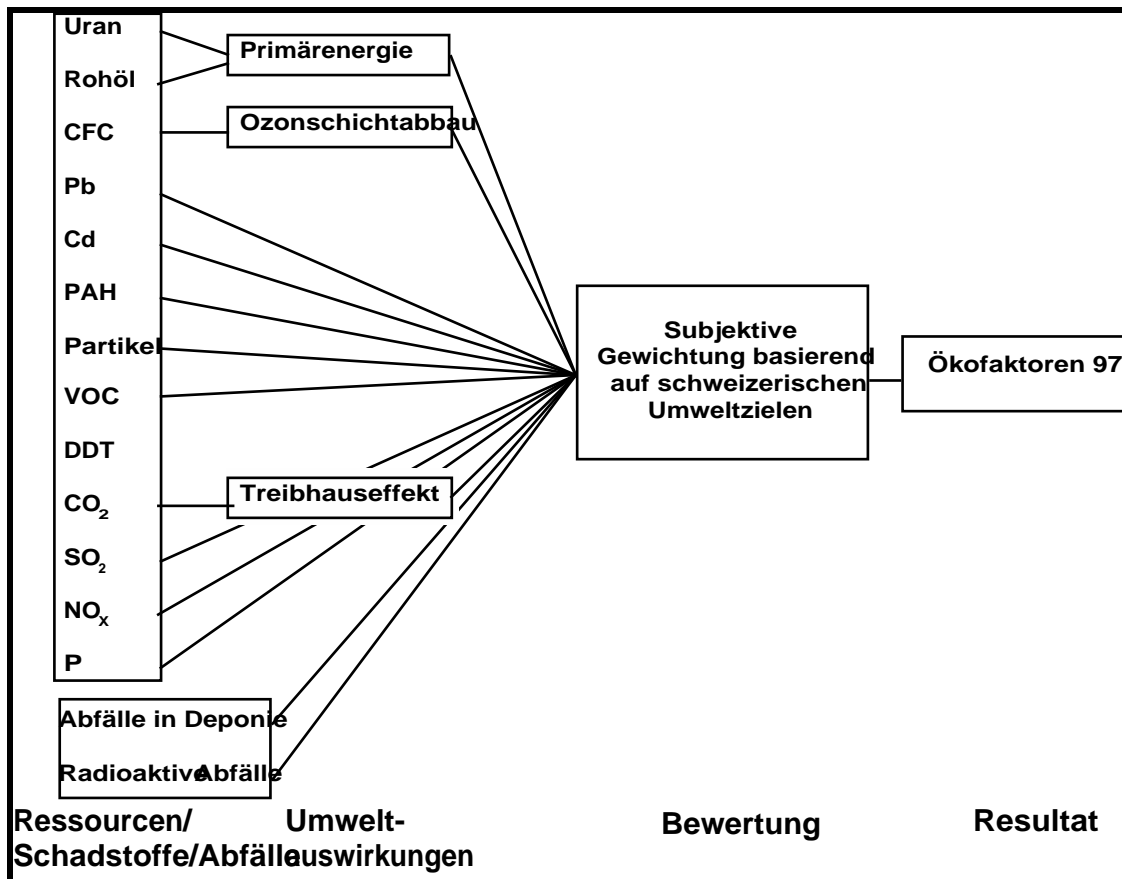 Uran
Rohöl
CFC
Pb
Cd
PAH
Partikel
VOC
DDT
CO2
SO2
NOX
P
Abfälle in Deponie
Radioaktive Abfälle
Primärenergie
Ozonschichtabbau
Treibhauseffekt
Subjektive
Gewichtung basierend
auf schweizerischen
Umweltzielen
Ökofaktoren 97
Ressourcen/
Schadstoffe/Abfälle
Umwelt-
auswirkungen
Bewertung
Resultat